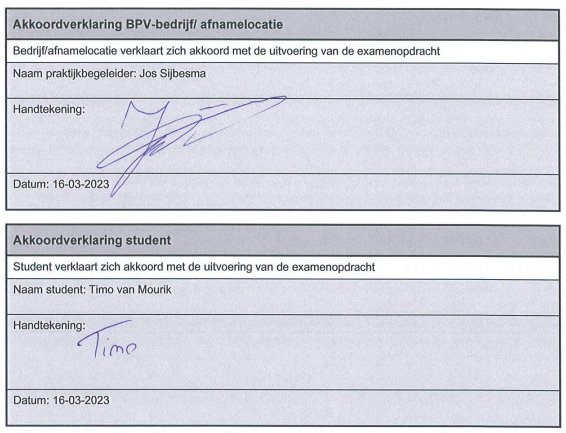 Akkoordverklaring BPV-bedrijf/ afnamelocatie
Bedrijf/afnamelocatie verklaart zich akkoord met de uitvoering van de examenopdracht
Naam praktijkbegeleider: Jos Sijbesma
Handtekening:
Datum: 16-03-2023
Akkoordverklaring student
Student verklaart zich akkoord met de uitvoering van de examenopdracht
Naam student: Timo van Mourik
Handtekening:
Timo
Datum: 16-03-2023